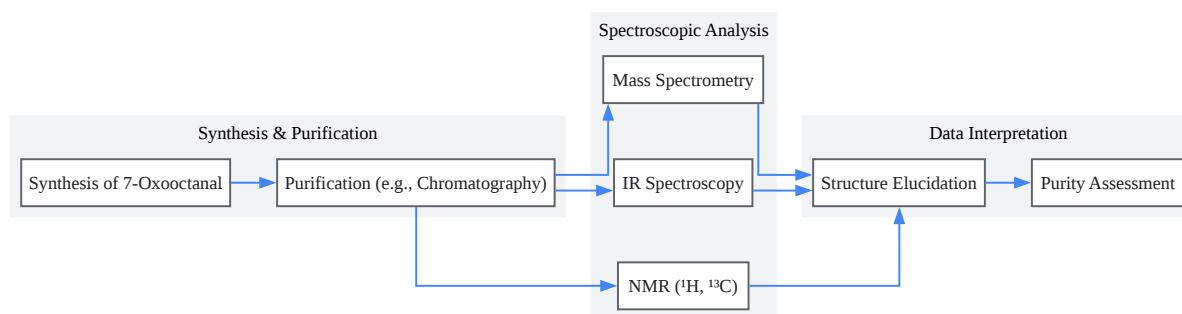 Spectroscopic Analysis
Mass Spectrometry
Synthesis & Purification
Data Interpretation
Synthesis of 7-Oxooctanal
Purification (e.g., Chromatography)
IR Spectroscopy
Structure Elucidation
Purity Assessment
NMR (¹H, ¹³C)